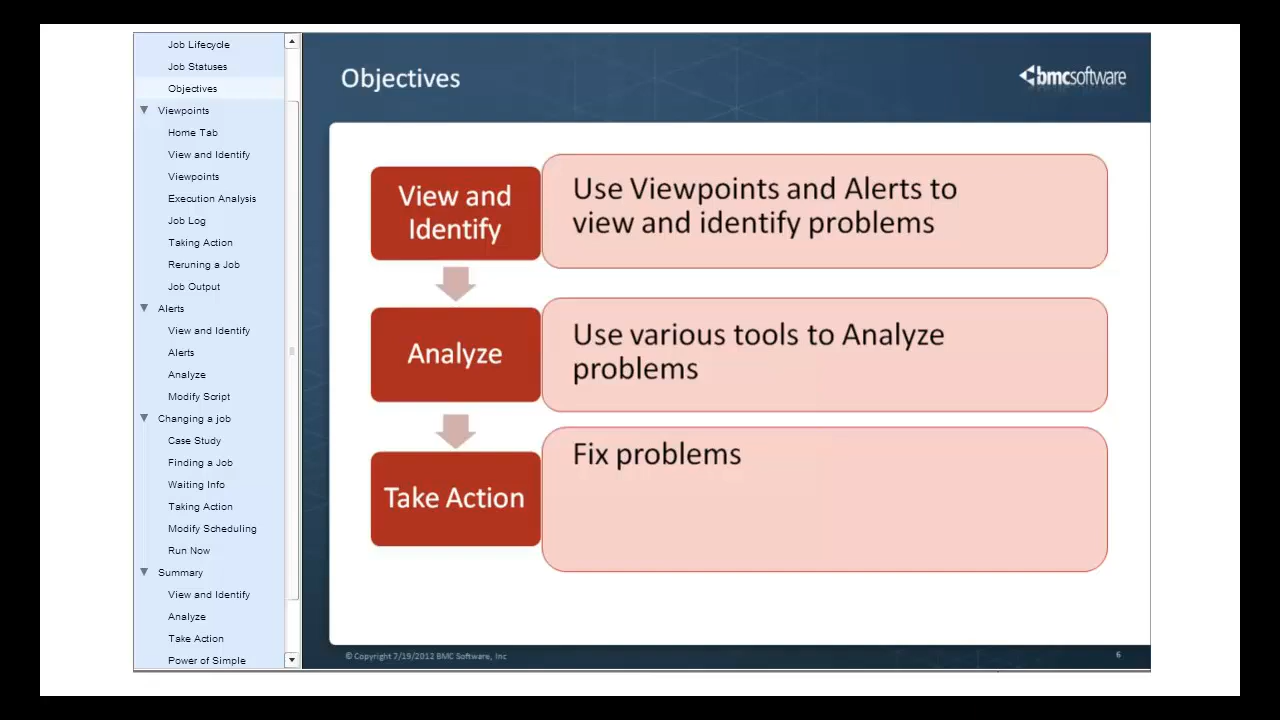 Job Lifecycle
Job Statuses
Objectives
Viewpoints
Home Tab
View and Identify
Viewpoints
Execution Analysis
Job Log
Taking Action
Reruning a Job
Job Output
Alerts
View and Identify
Alerts
Analyze
Modify Script
Changing a job
Case Study
Finding a Job
Waiting Info
Taking Action
Modify Scheduling
Run Now
Summary
View and Identify
Analyze
Take Action
Power of Simple
Objectives
bmcsoftware
View and
Identify
Use Viewpoints and Alerts to
view and identify problems
Analyze
Use various tools to Analyze
problems
Take Action
Fix problems
© Copyright 7/19/2012 BMC Software, Inc
6